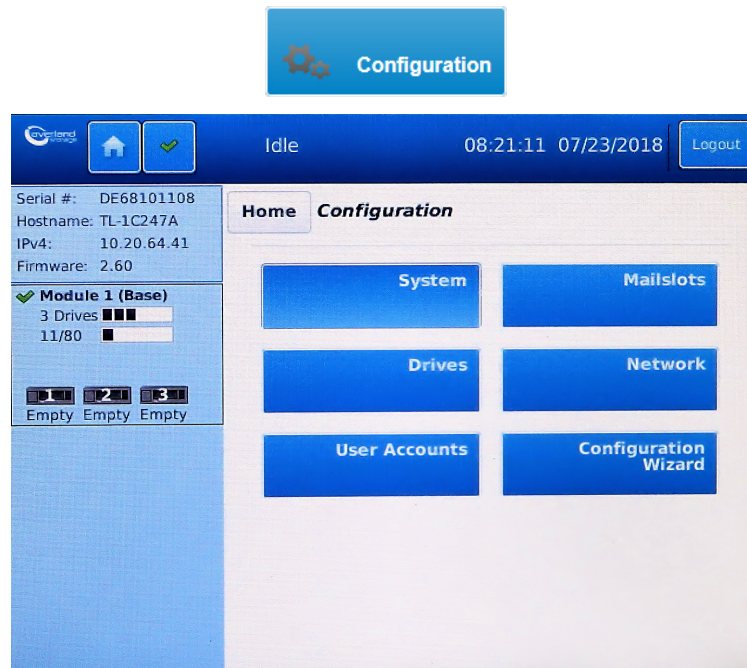 Configuration
overland
storage
Idle
08:21:11 07/23/2018
Logout
Serial #: DE68101108
Hostname: TL-1C247A
IPv4: 10.20.64.41
Firmware: 2.60
Home Configuration
Module 1 (Base)
3 Drives
11/80
1 2 3
Empty Empty Empty
System
Mailslots
Drives
Network
User Accounts
Configuration
Wizard